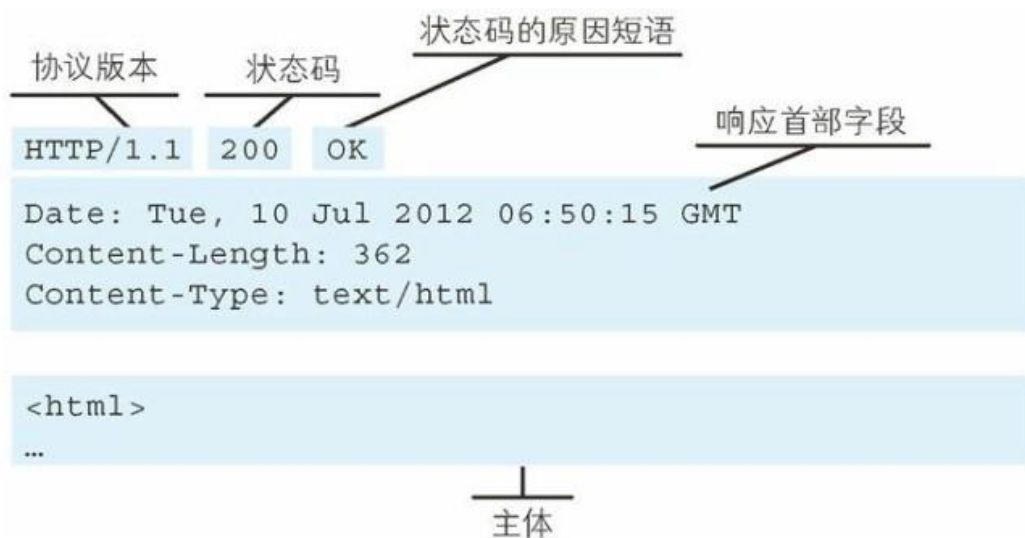 状态码的原因短语
协议版本 状态码
响应首部字段
HTTP/1.1 200 OK
Date: Tue, 10 Jul 2012 06:50:15 GMT
Content-Length: 362
Content-Type: text/html
<html>
…
主体